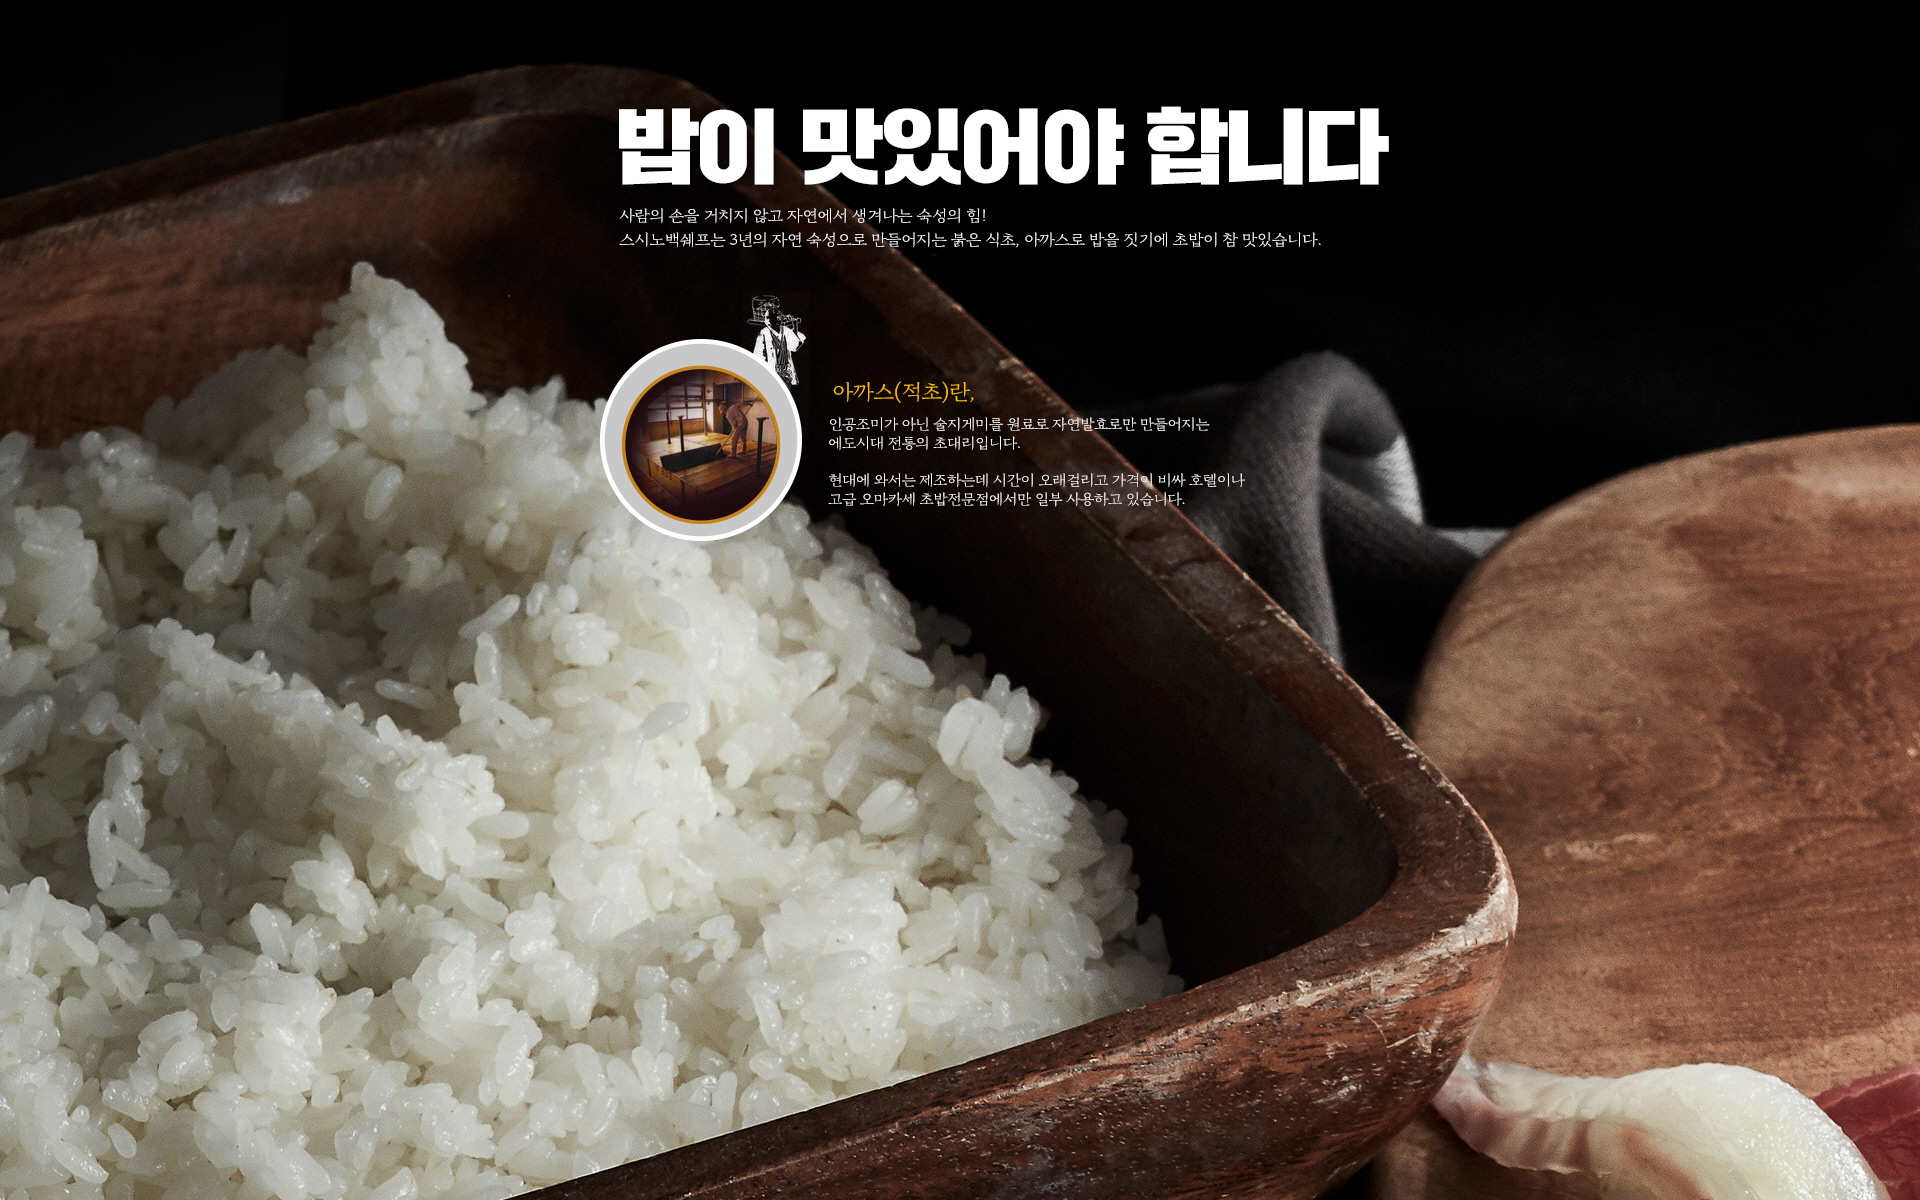 밥이 맛있어야 합니다
사람의 손을 거치지 않고 자연에서 생겨나는 숙성의 힘!
스시노백쉐프는 3년의 자연 숙성으로 만들어지는 붉은 식초, 아까스로 밥을 짓기에 초밥이 참 맛있습니다.
아까스(적초)란,
인공조미가 아닌 술지게미를 원료로 자연발효로만 만들어지는
에도시대 전통의 초대리입니다.
현대에 와서는 제조하는데 시간이 오래걸리고 가격이 비싸 호텔이나
고급 오마카세 초밥전문점에서만 일부 사용하고 있습니다.